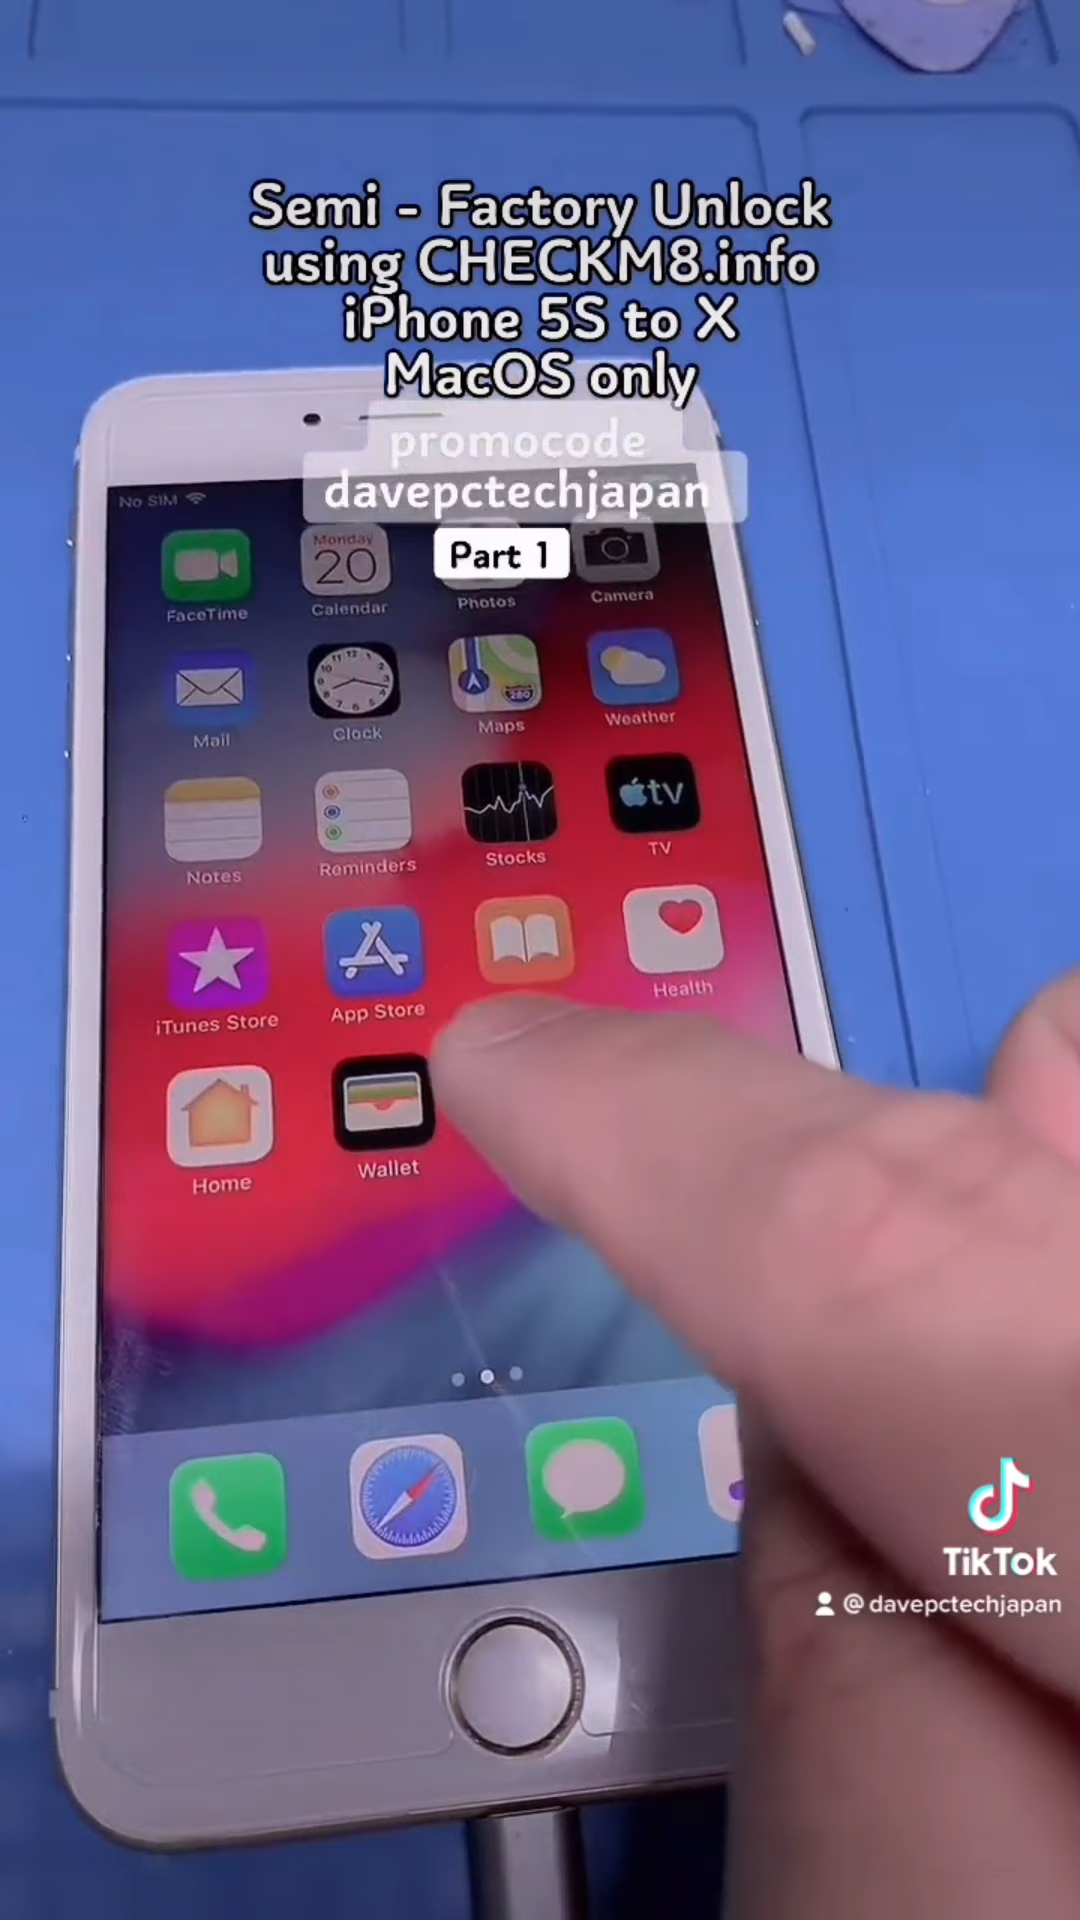 Semi - Factory Unlock
using CHECKM8.info
iPhone 5S to X
MacOS only
promocode
davepctechjapan
Part 1
No SIM
FaceTime
Monday
20
Calendar
Photos
Camera
Mail
Clock
Maps
280
Weather
Notes
Reminders
Stocks
tv
TV
iTunes Store
App Store
Health
Home
Wallet
TikTok
@davepctechjapan